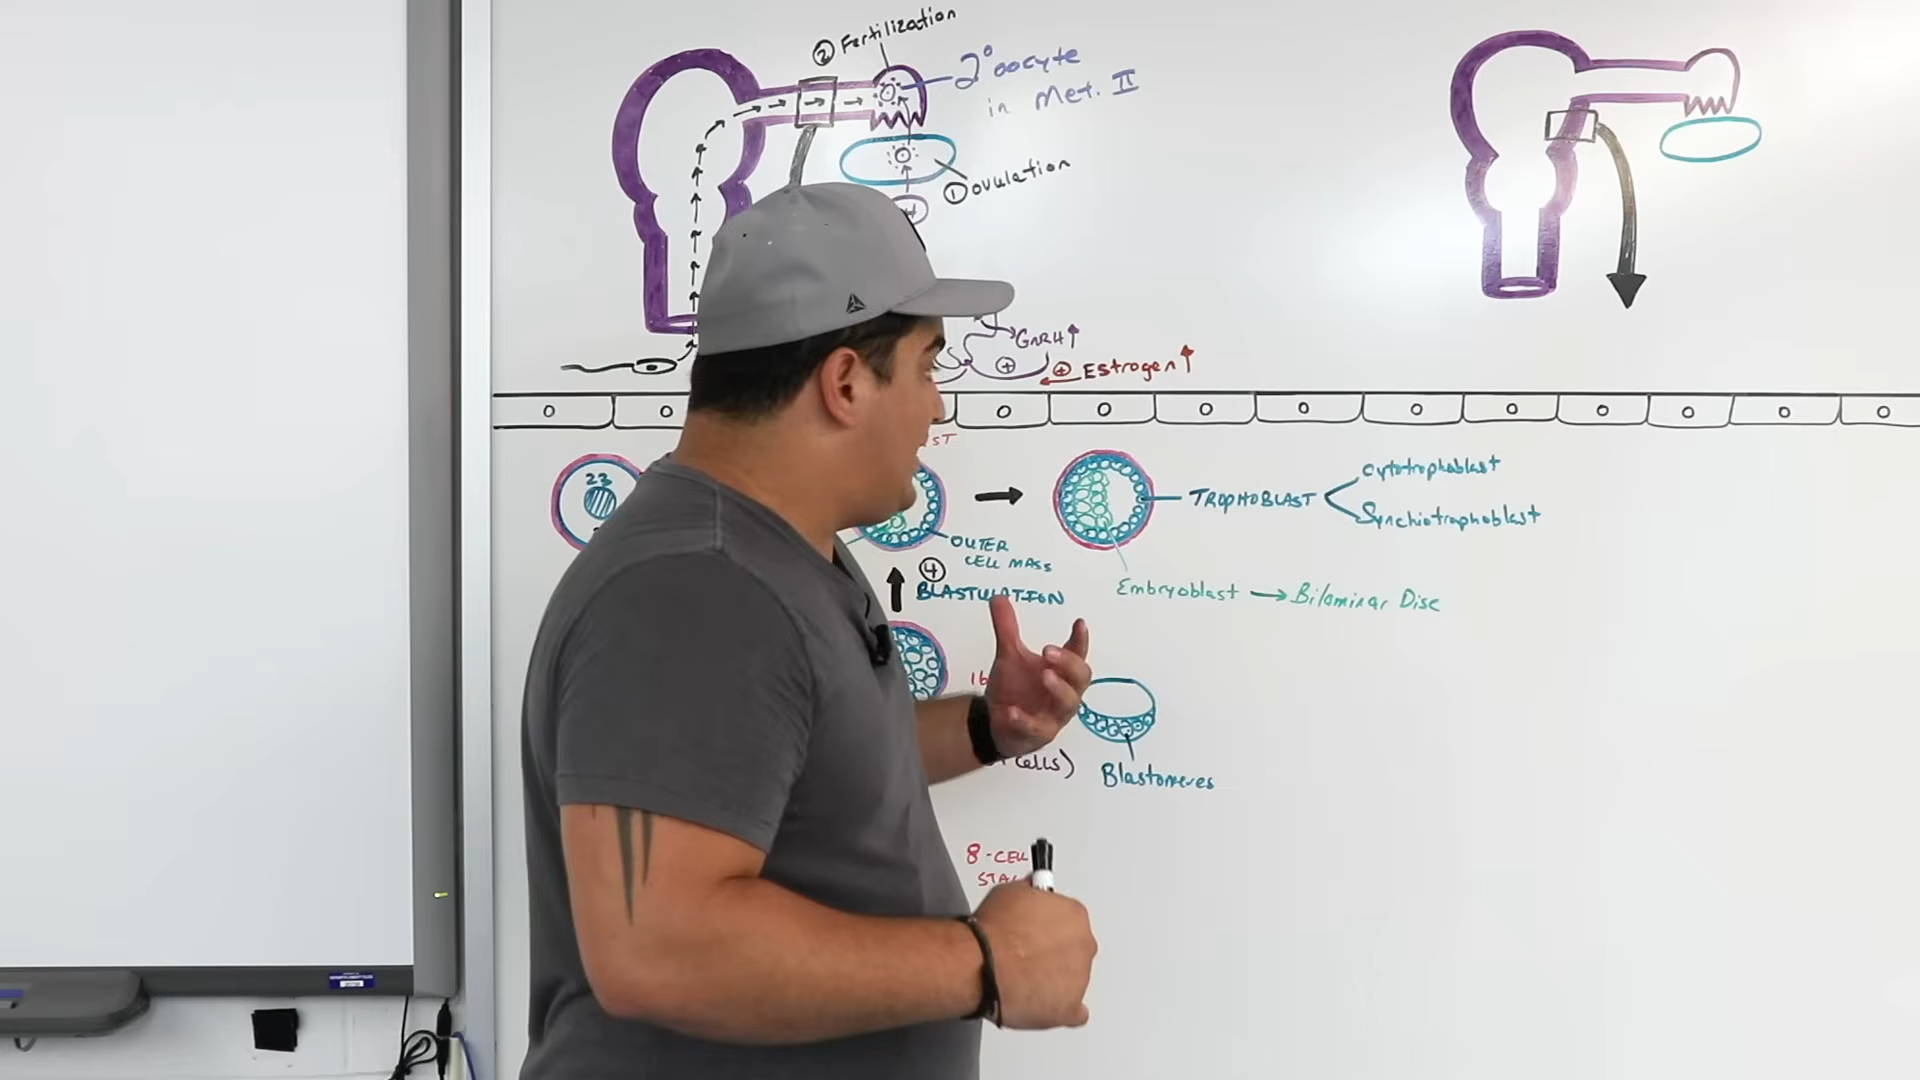 ② Fertilization
2° oocyte
in Met. II
① ovulation
GnRH↑
⊕ Estrogen↑
23
Cytotrophoblast
TROPHOBLAST
Synchiotrophoblast
OUTER
CELL MASS
④
BLASTULATION
Embryoblast → Bilaminar Disc
16
cells)
Blastomeres
8-CELL